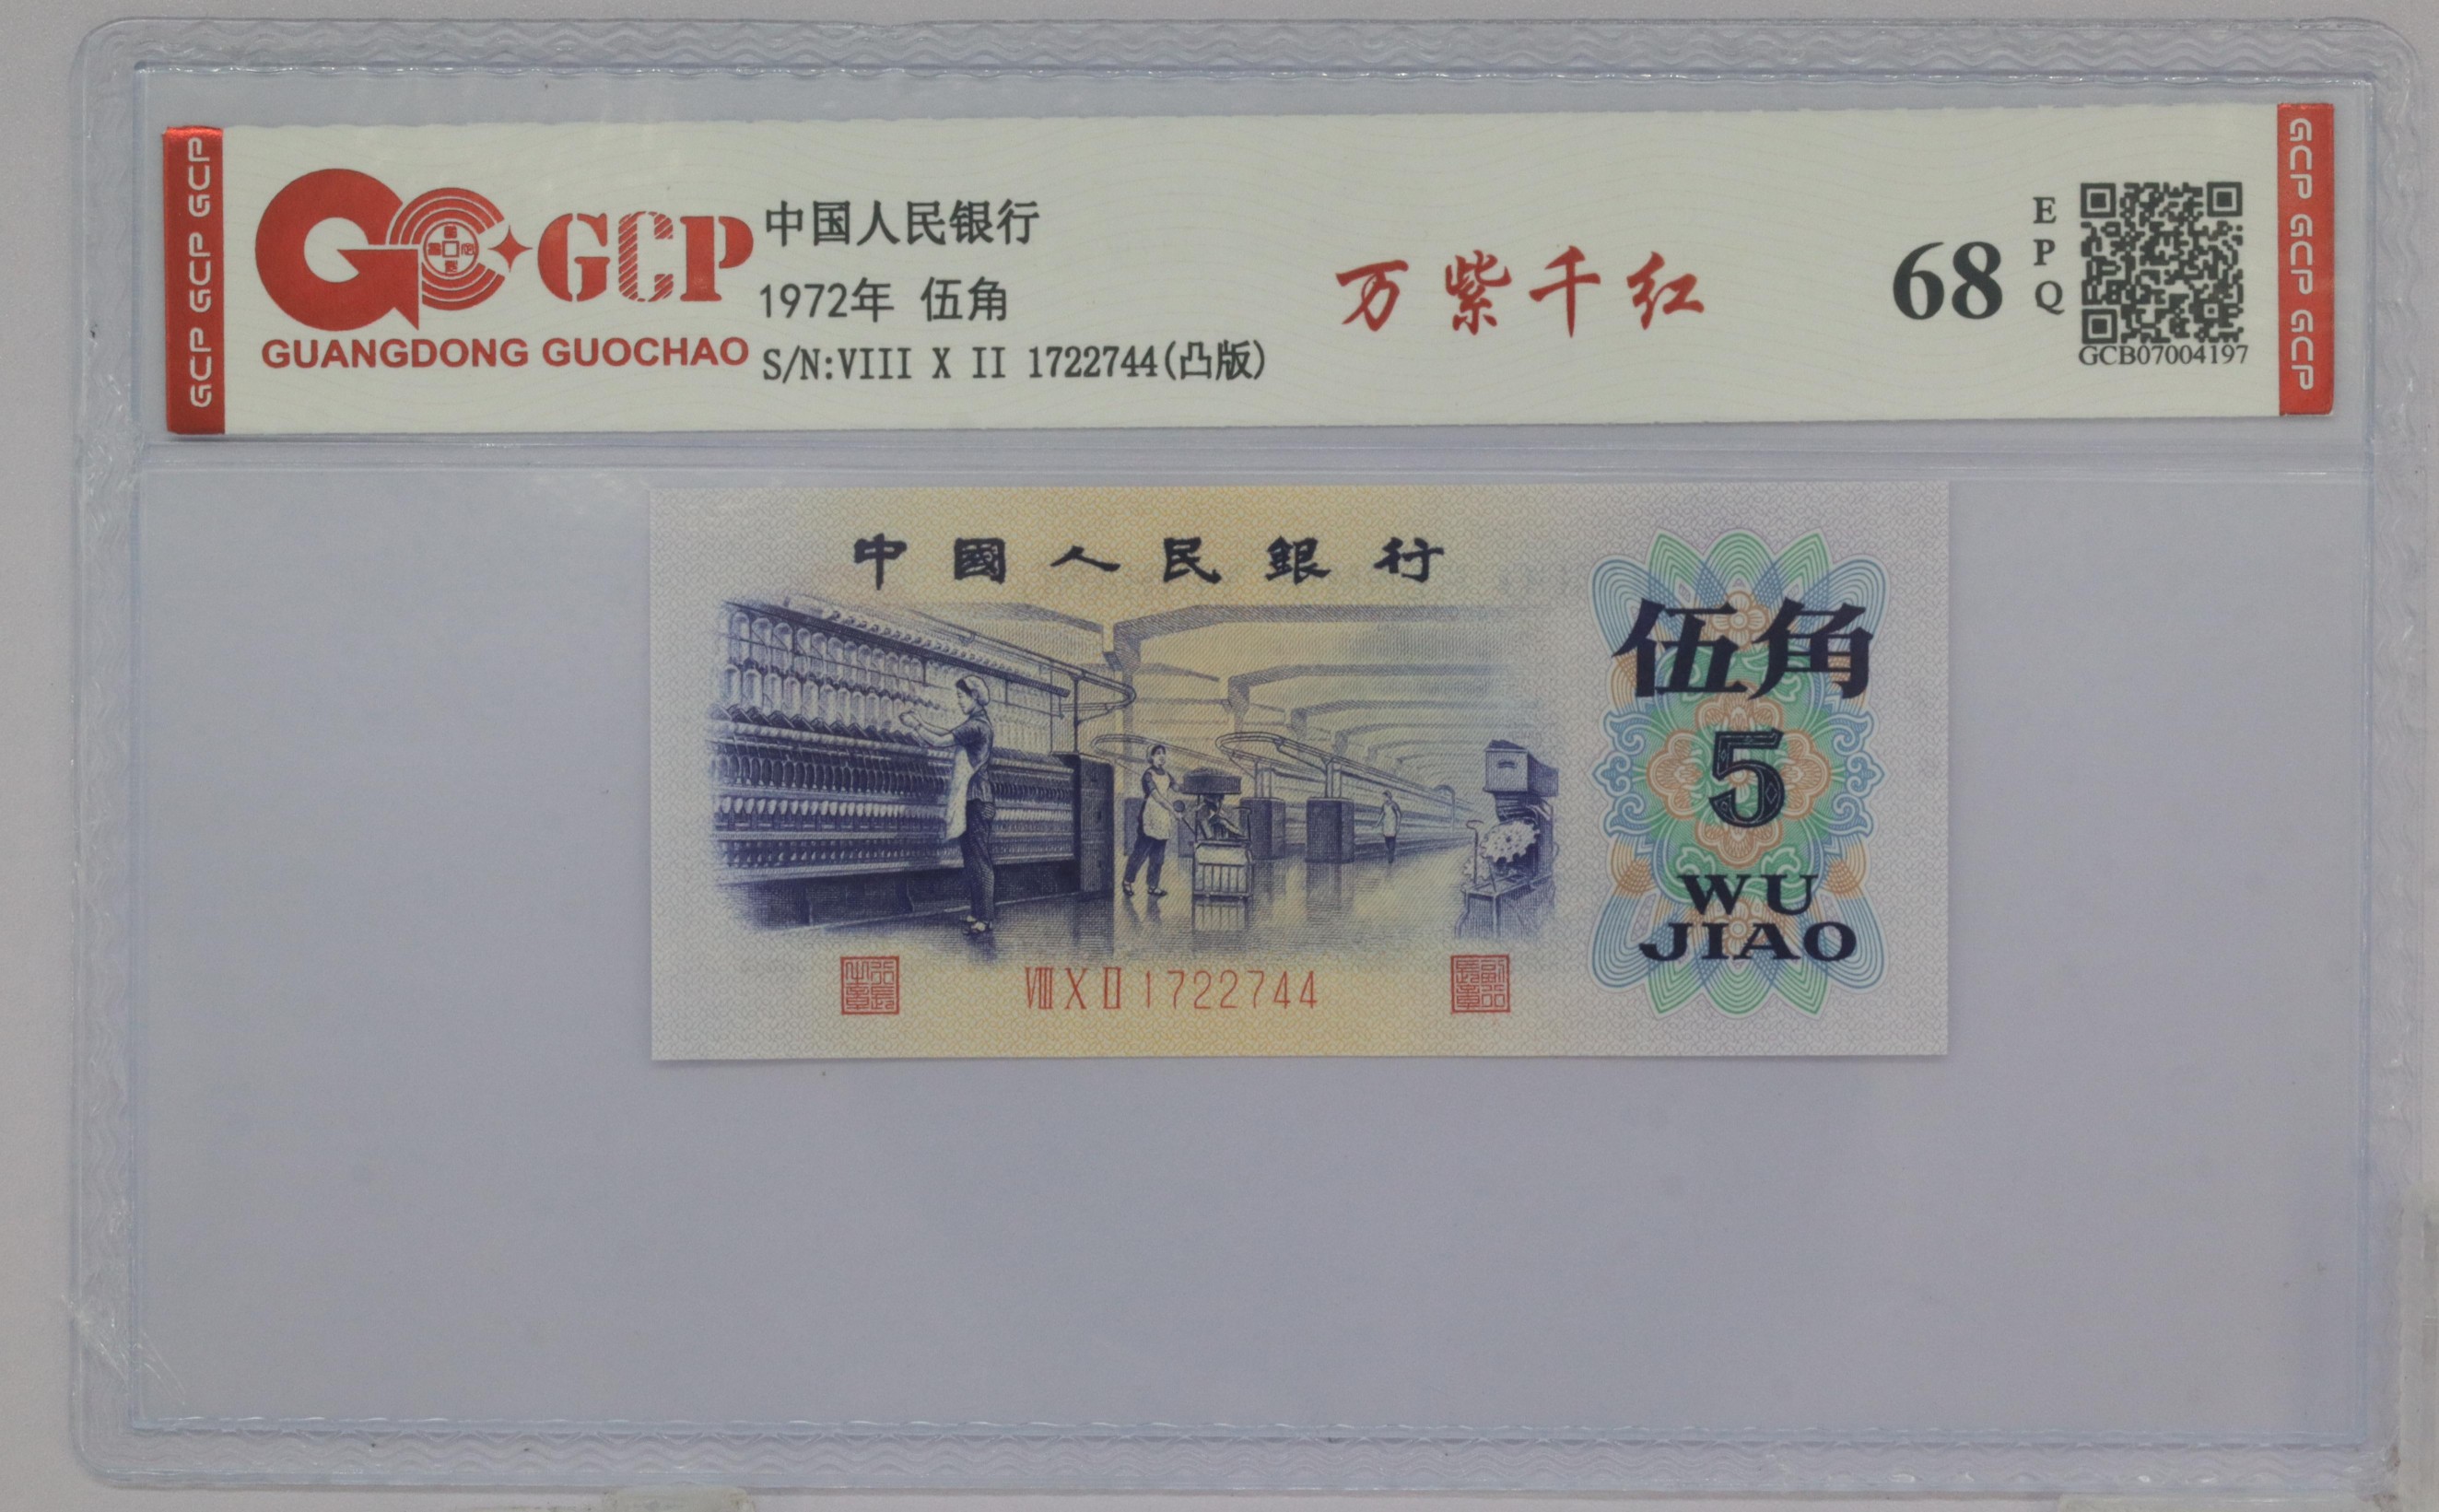 GCP GCP GCP
GCP
GUANGDONG GUOCHAO
中国人民银行
1972年 伍角
S/N:VIII X II 1722744(凸版)
万紫千红
68
EPQ
GCB07004197
GCP GCP GCP
中國人民銀行
伍角
5
WU
JIAO
VIII X II 1722744